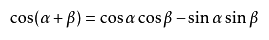 cos(α + β) = cos α cos β − sin α sin β